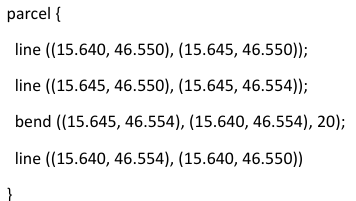 parcel {
line ((15.640, 46.550), (15.645, 46.550));
line ((15.645, 46.550), (15.645, 46.554));
bend ((15.645, 46.554), (15.640, 46.554), 20);
line ((15.640, 46.554), (15.640, 46.550))
}